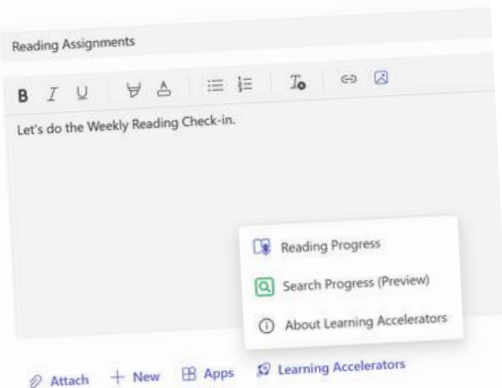 Reading Assignments
B I U
Let's do the Weekly Reading Check-in.
Reading Progress
Search Progress (Preview)
About Learning Accelerators
Attach New Apps Learning Accelerators